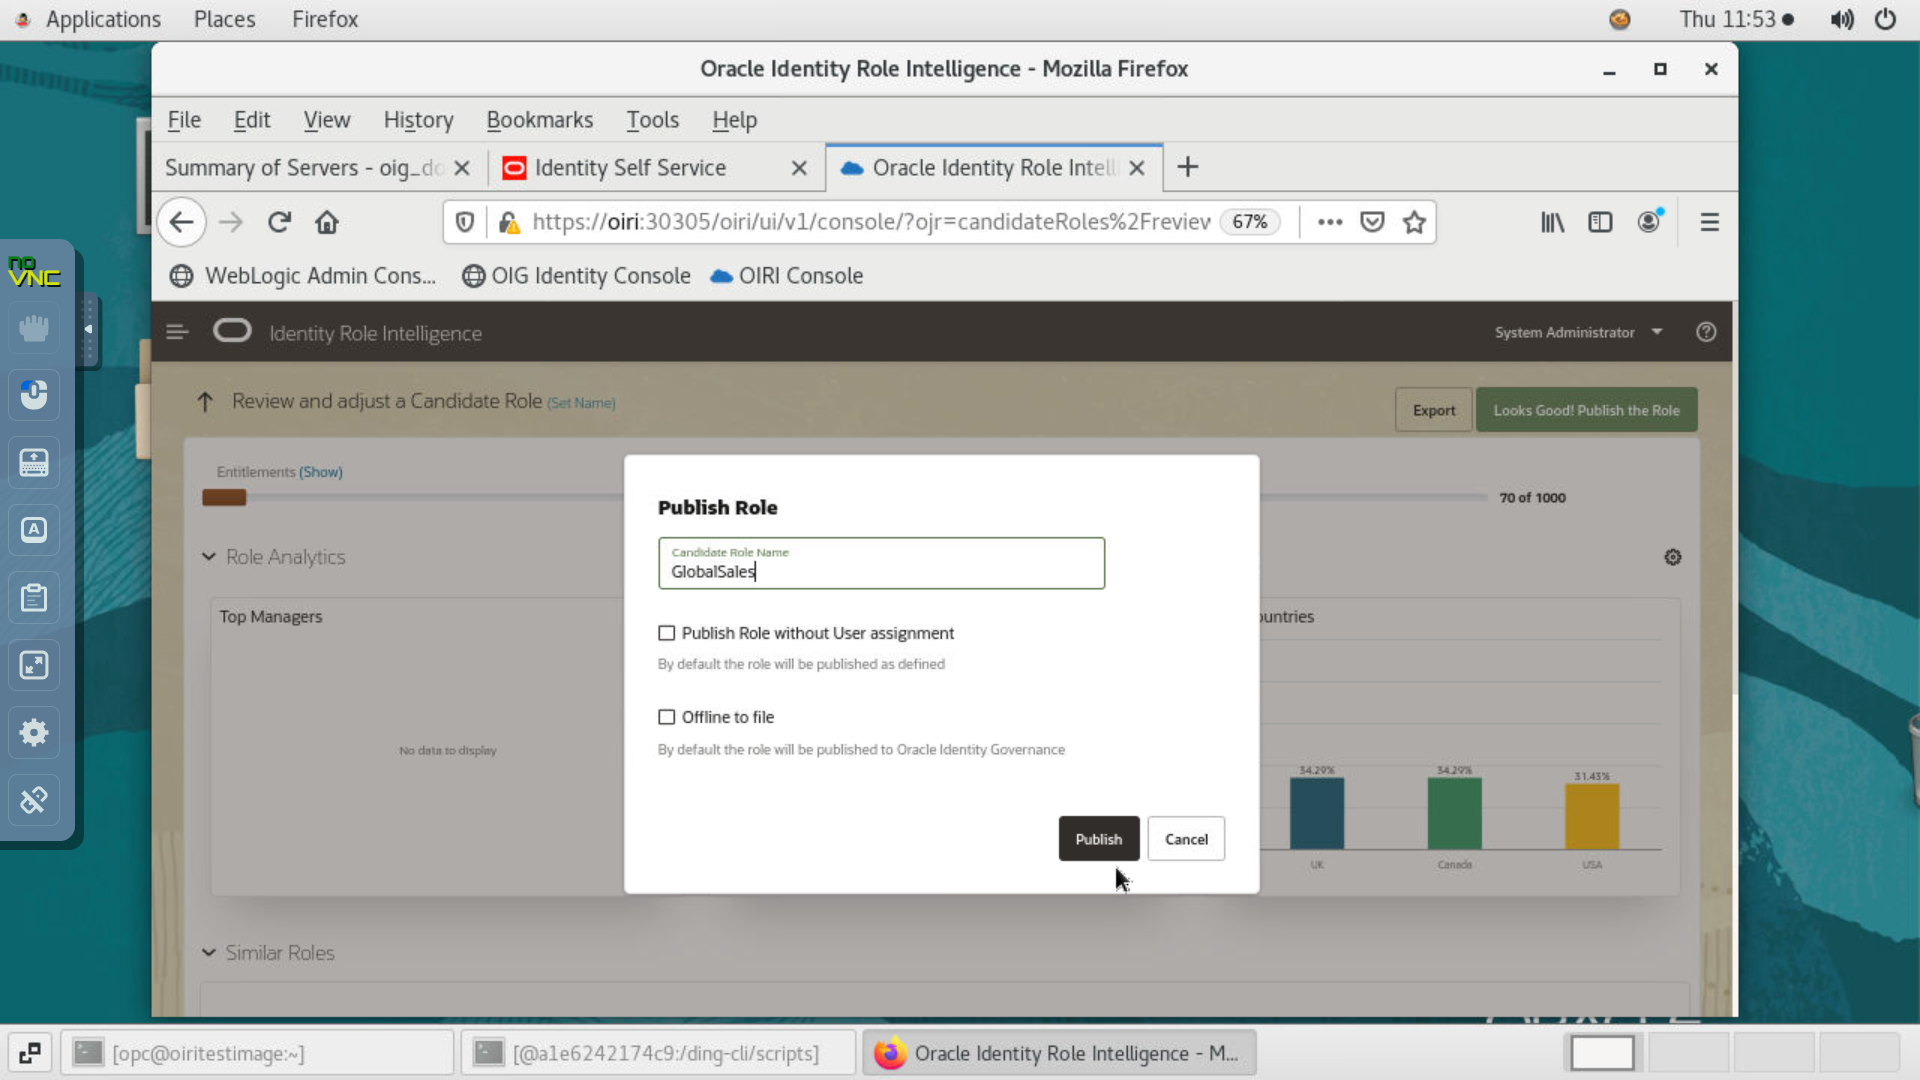 Applications Places Firefox Thu 11:53
Oracle Identity Role Intelligence - Mozilla Firefox
File Edit View History Bookmarks Tools Help
Summary of Servers - oig_do Identity Self Service Oracle Identity Role Intell
https://oiri:30305/oiri/ui/v1/console/?ojr=candidateRoles%2Freview 67%
WebLogic Admin Cons... OIG Identity Console OIRI Console
no
VNC
Identity Role Intelligence System Administrator
Review and adjust a Candidate Role (Set Name) Export Looks Good! Publish the Role
Entitlements (Show)
70 of 1000
Role Analytics
Top Managers
No data to display
Publish Role
Candidate Role Name
GlobalSales
Publish Role without User assignment
By default the role will be published as defined
Offline to file
By default the role will be published to Oracle Identity Governance
Publish Cancel
ountries
34.29% 34.29% 31.43%
UK Canada USA
Similar Roles
[opc@oiritestimage:~] [@a1e6242174c9:/ding-cli/scripts] Oracle Identity Role Intelligence - M...